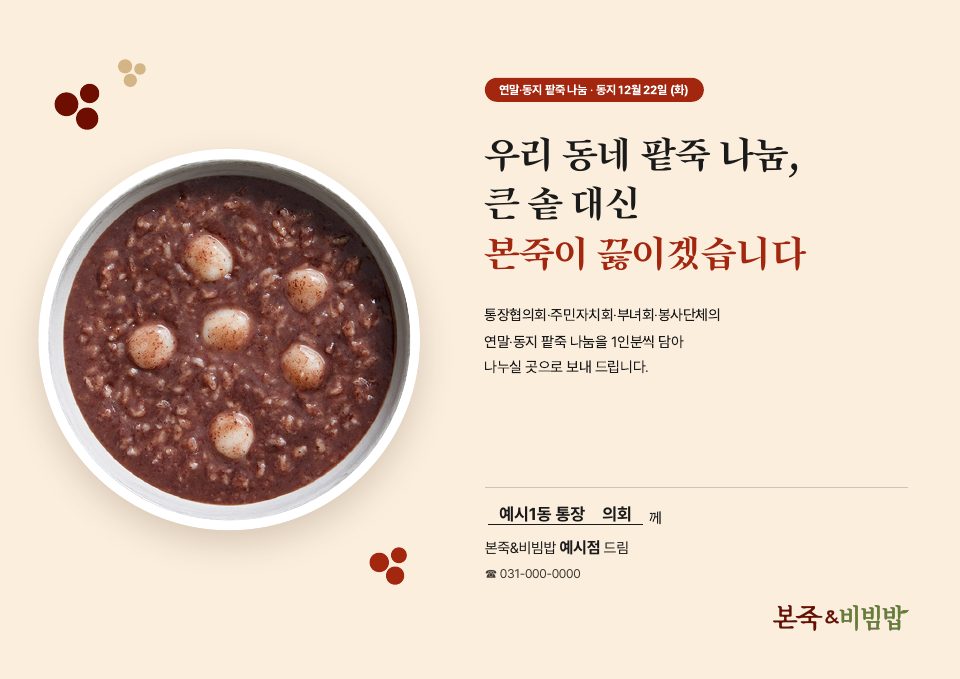 연말·동지 팥죽 나눔 · 동지 12월 22일 (화)
우리 동네 팥죽 나눔,
큰 솥 대신
본죽이 끓이겠습니다
통장협의회·주민자치회·부녀회·봉사단체의
연말·동지 팥죽 나눔을 1인분씩 담아
나누실 곳으로 보내 드립니다.
예시1동 통장 의회 께
본죽&비빔밥 예시점 드림
☎ 031-000-0000
본죽&비빔밥